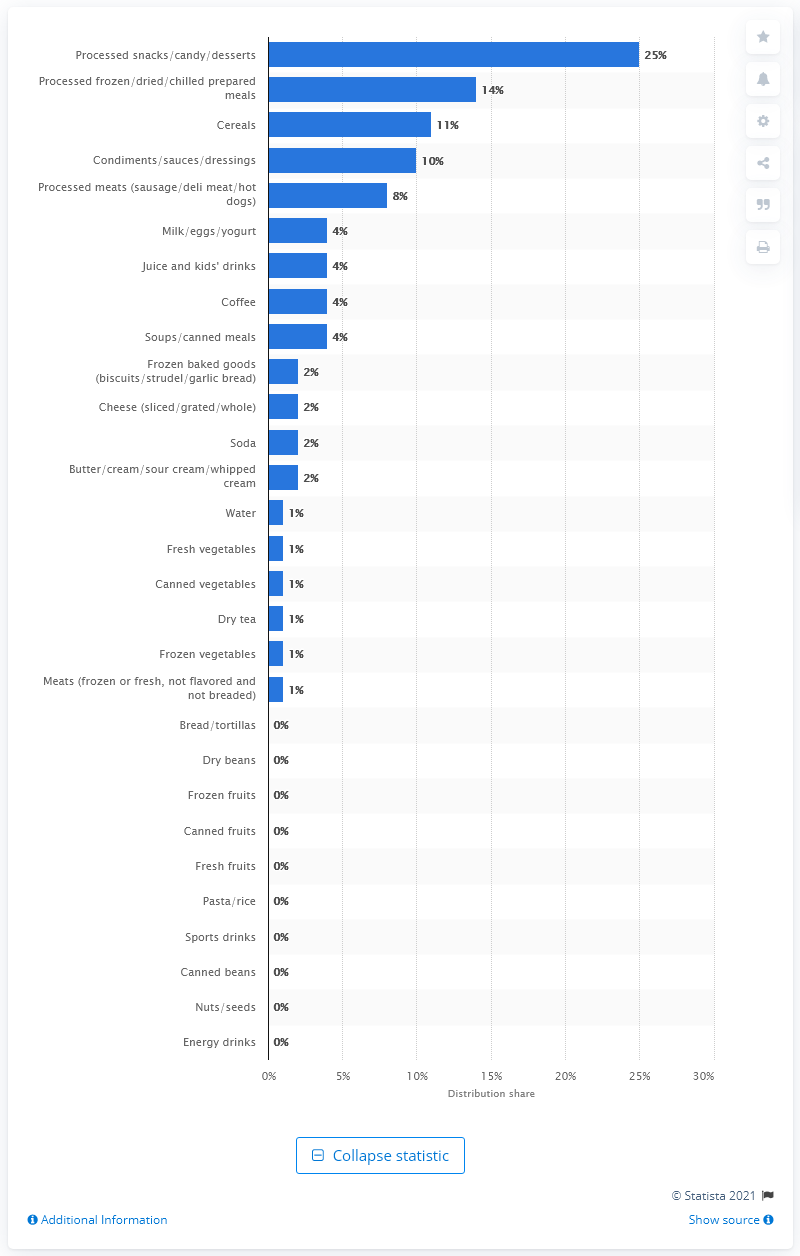 Processed snacks/candy/desserts 25%
Processed frozen/dried/chilled prepared
meals 14%
Cereals 11%
Condiments/sauces/dressings 10%
Processed meats (sausage/deli meat/hot
dogs) 8%
Milk/eggs/yogurt 4%
Juice and kids' drinks 4%
Coffee 4%
Soups/canned meals 4%
Frozen baked goods
(biscuits/strudel/garlic bread) 2%
Cheese (sliced/grated/whole) 2%
Soda 2%
Butter/cream/sour cream/whipped
cream 2%
Water 1%
Fresh vegetables 1%
Canned vegetables 1%
Dry tea 1%
Frozen vegetables 1%
Meats (frozen or fresh, not flavored and
not breaded) 1%
Bread/tortillas 0%
Dry beans 0%
Frozen fruits 0%
Canned fruits 0%
Fresh fruits 0%
Pasta/rice 0%
Sports drinks 0%
Canned beans 0%
Nuts/seeds 0%
Energy drinks 0%
0% 5% 10% 15% 20% 25% 30%
Distribution share
Collapse statistic
© Statista 2021
Additional Information Show source